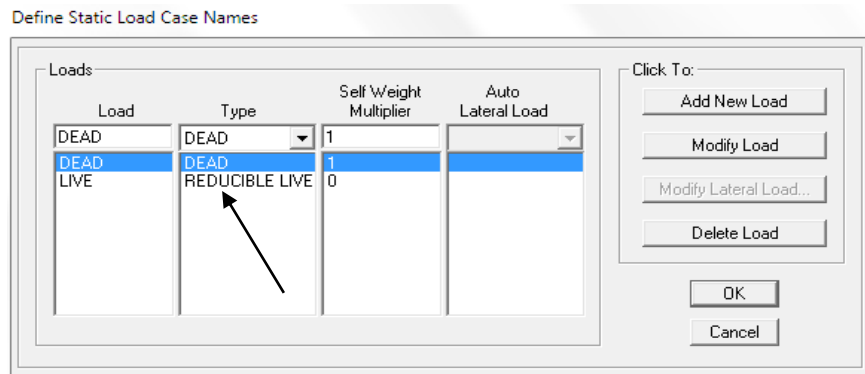 Define Static Load Case Names
Loads
Click To:
Load Type Self Weight Multiplier Auto Lateral Load
DEAD DEAD 1
DEAD DEAD 1
LIVE REDUCIBLE LIVE 0
Add New Load
Modify Load
Modify Lateral Load...
Delete Load
OK
Cancel